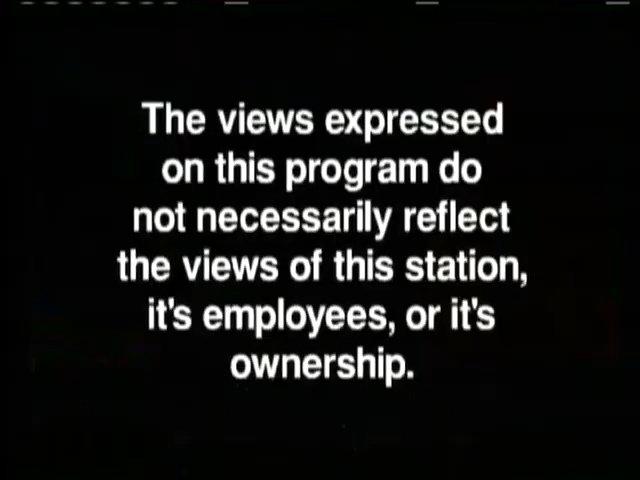 The views expressed
on this program do
not necessarily reflect
the views of this station,
it's employees, or it's
ownership.